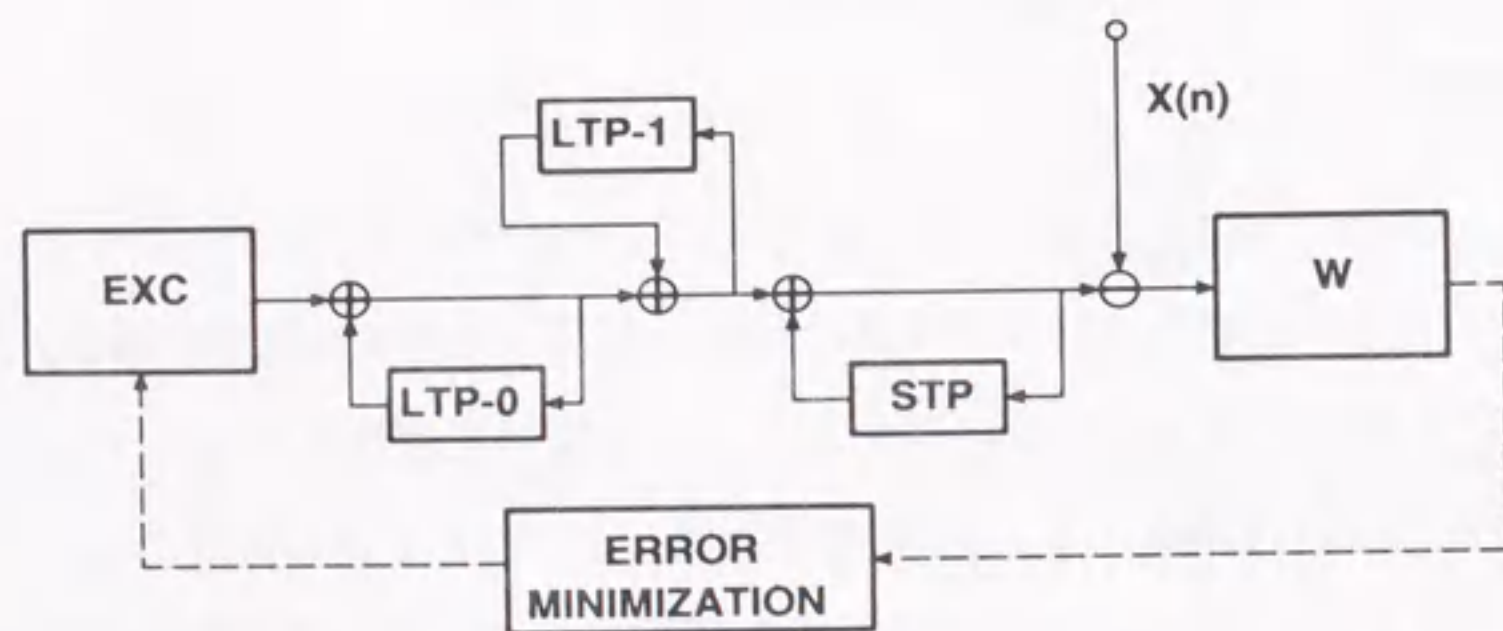 X(n)
LTP-1
EXC
W
LTP-0
STP
ERROR
MINIMIZATION